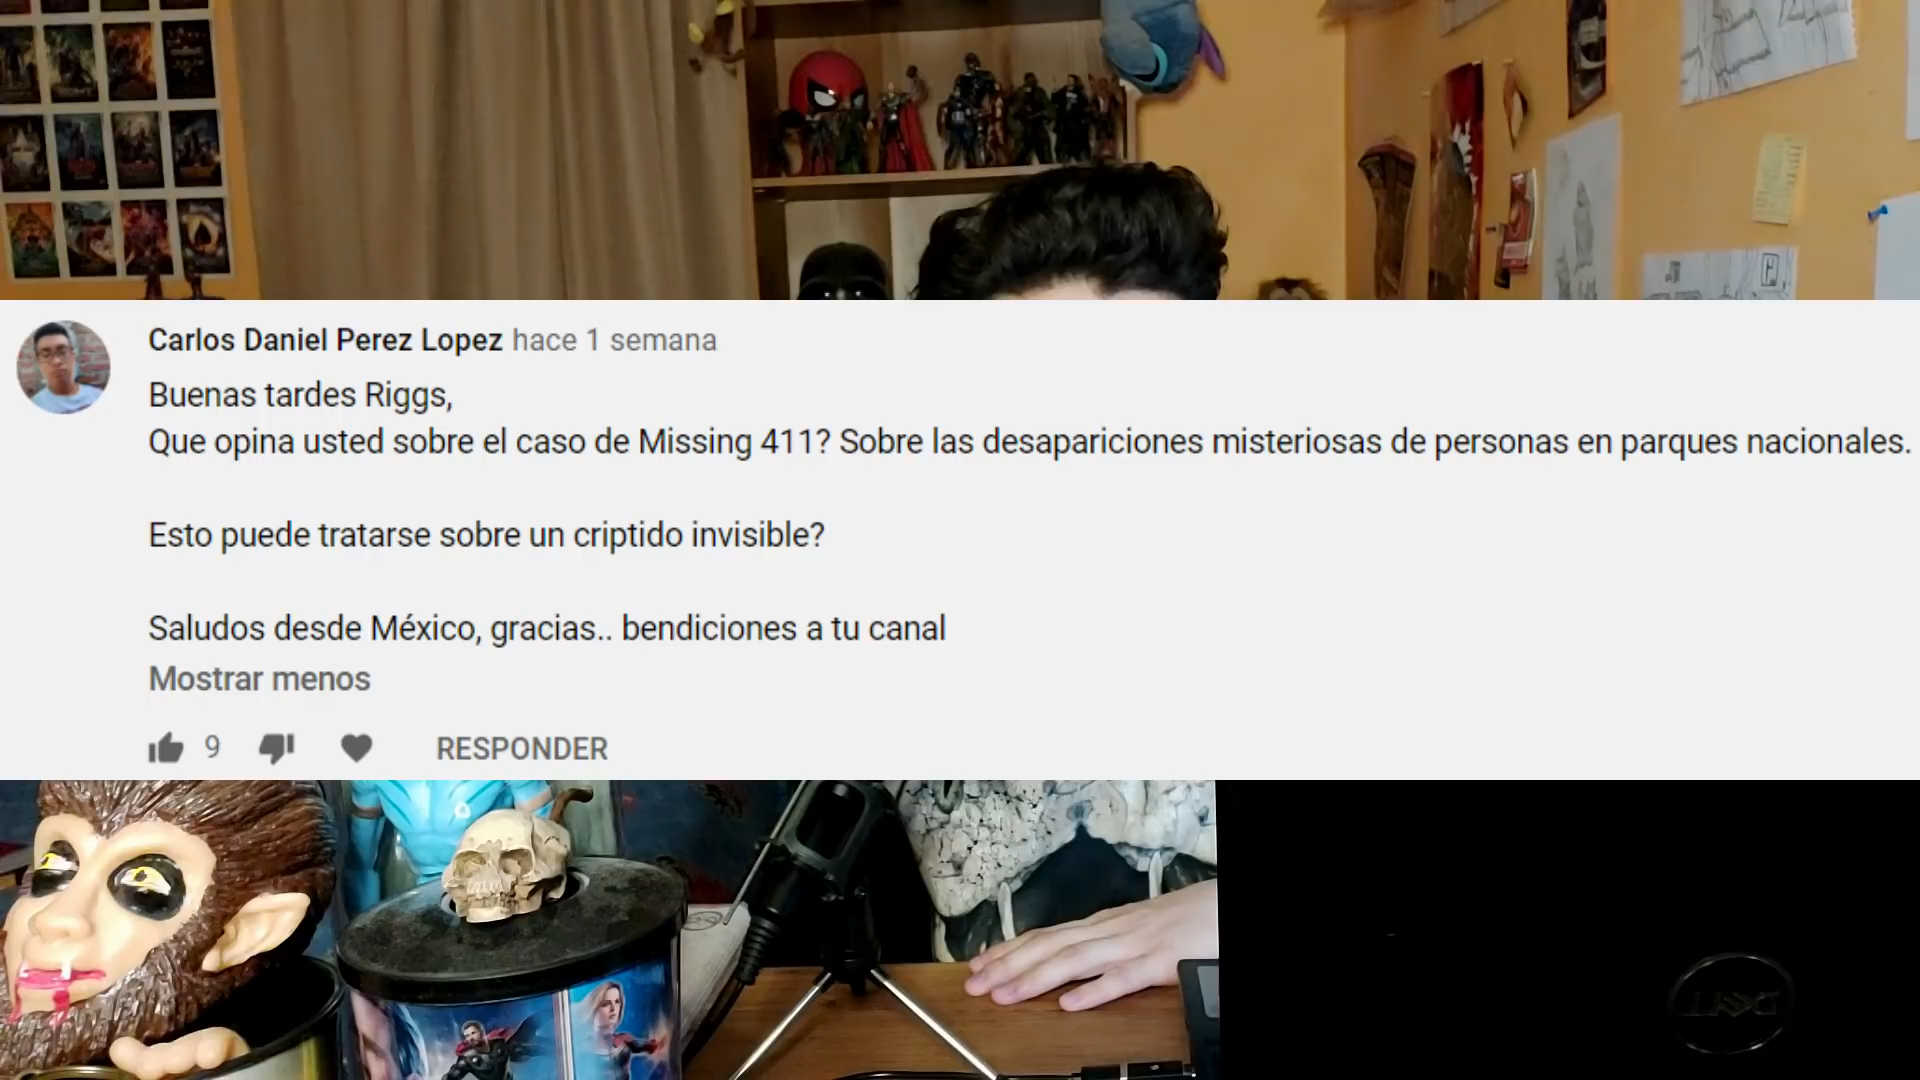 Carlos Daniel Perez Lopez hace 1 semana
Buenas tardes Riggs,
Que opina usted sobre el caso de Missing 411? Sobre las desapariciones misteriosas de personas en parques nacionales.
Esto puede tratarse sobre un criptido invisible?
Saludos desde México, gracias.. bendiciones a tu canal
Mostrar menos
9 RESPONDER